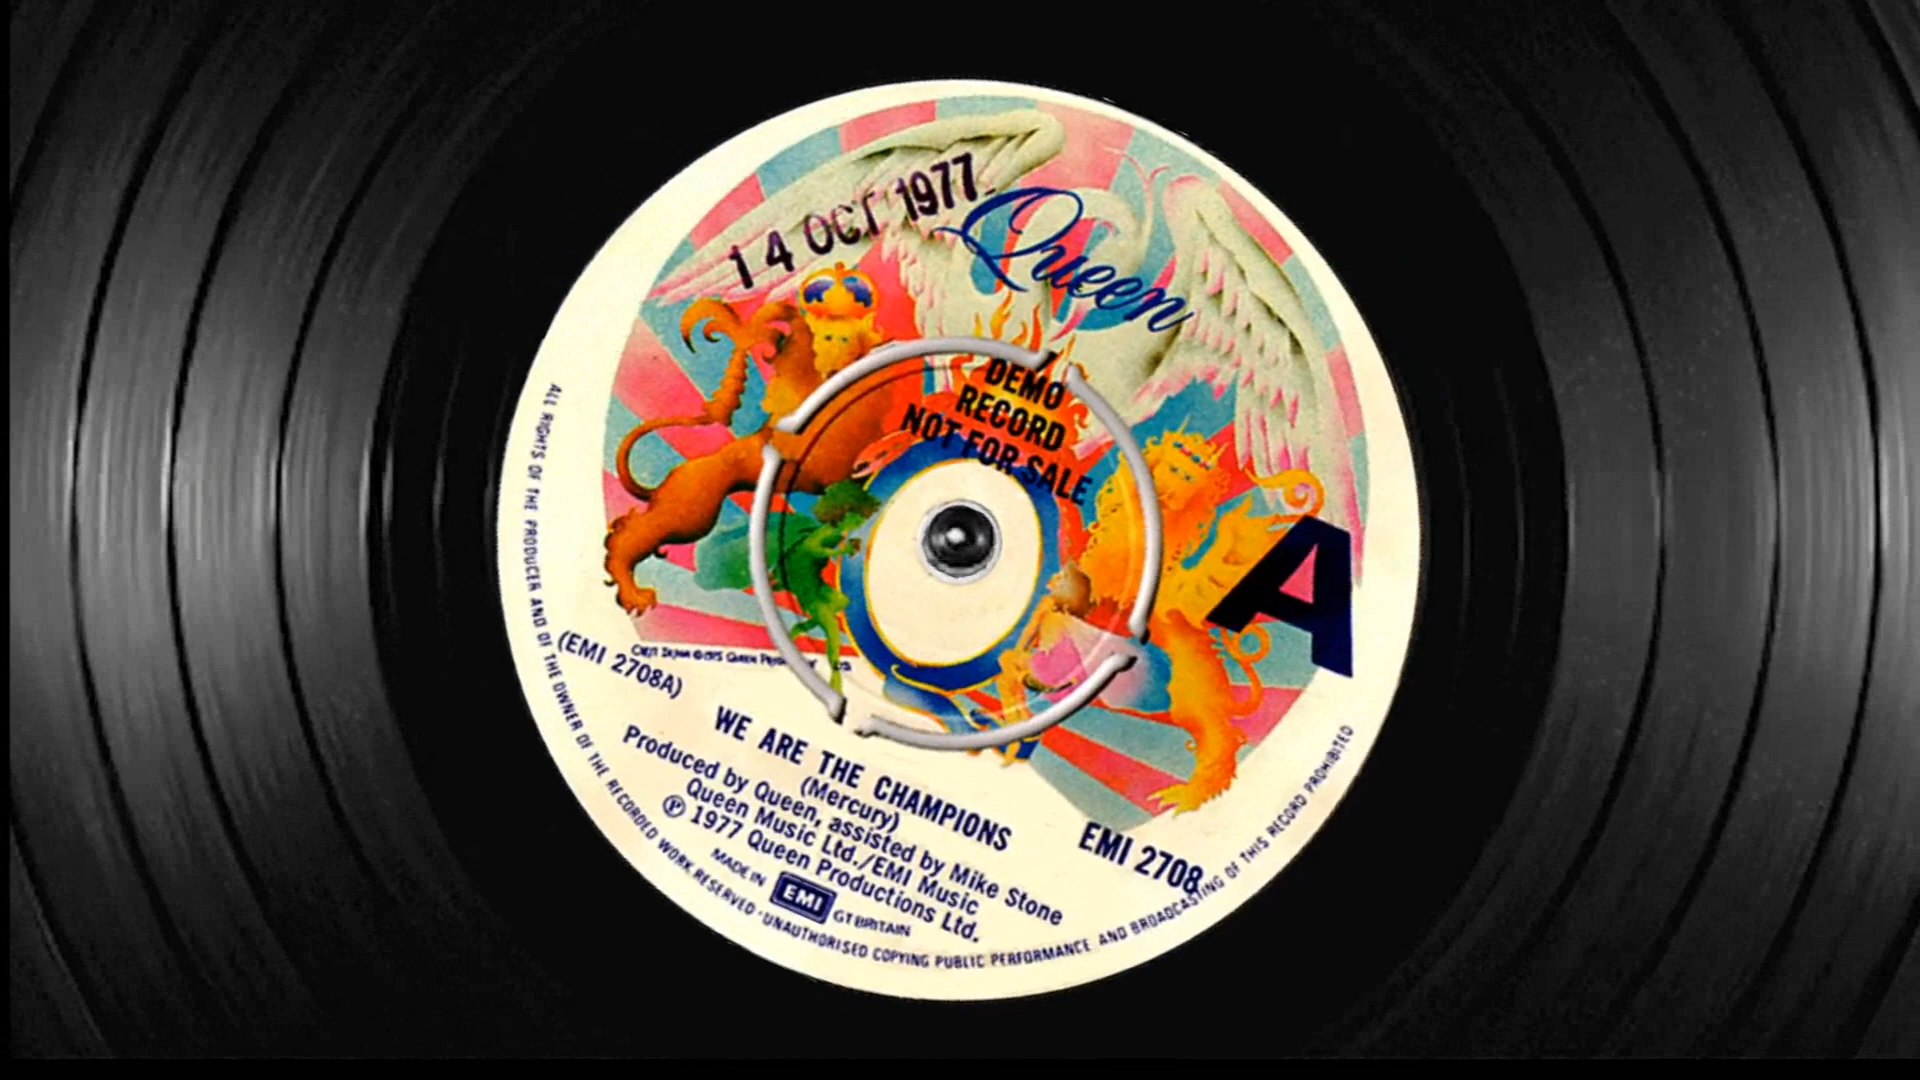 14 OCT 1977
Queen
DEMO
RECORD
NOT FOR SALE
A
(EMI 2708A)
WE ARE THE CHAMPIONS
(Mercury)
Produced by Queen, assisted by Mike Stone
Queen Music Ltd./EMI Music
Ⓟ 1977 Queen Productions Ltd.
EMI 2708
MADE IN EMI GT BRITAIN
ALL RIGHTS OF THE PRODUCER AND OF THE OWNER OF THE RECORDED WORK RESERVED · UNAUTHORISED COPYING PUBLIC PERFORMANCE AND BROADCASTING OF THIS RECORD PROHIBITED